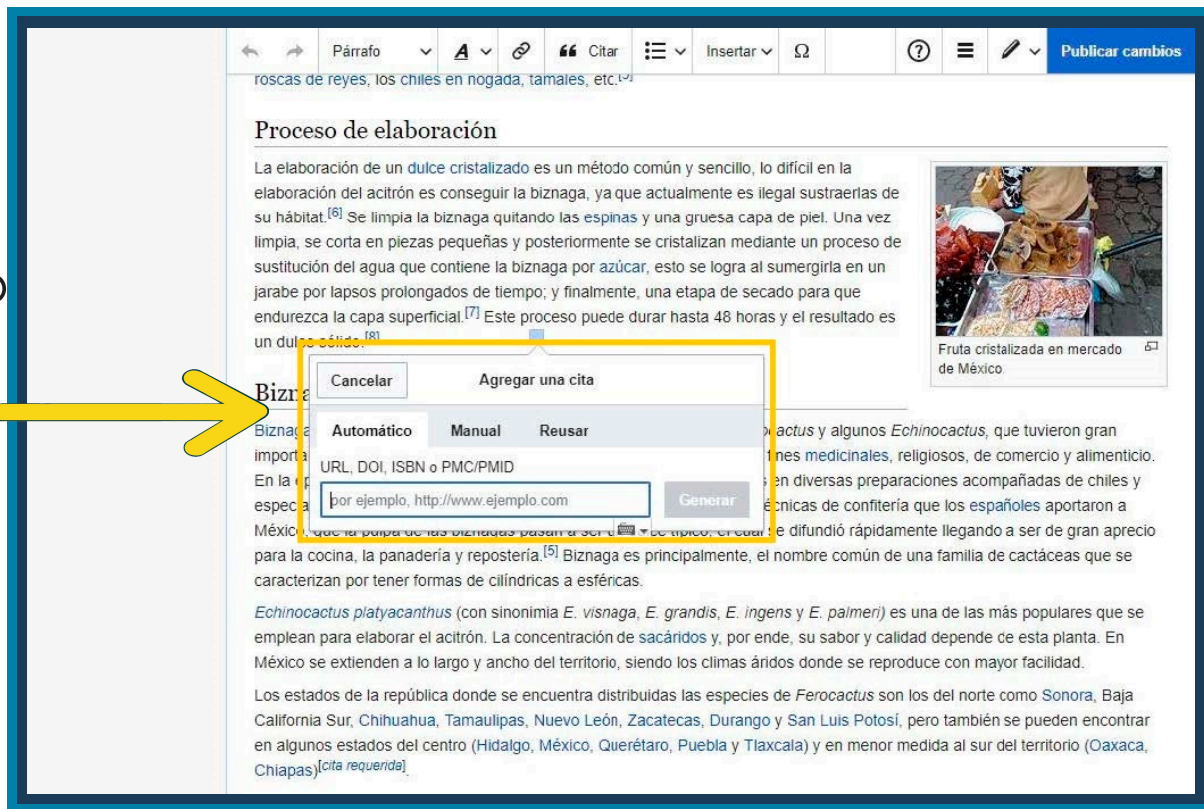 Párrafo A Citar Insertar Ω Publicar cambios
roscas de reyes, los chiles en nogada, tamales, etc.[5]
Proceso de elaboración
La elaboración de un dulce cristalizado es un método común y sencillo, lo difícil en la
elaboración del acitrón es conseguir la biznaga, ya que actualmente es ilegal sustraerlas de
su hábitat.[6] Se limpia la biznaga quitando las espinas y una gruesa capa de piel. Una vez
limpia, se corta en piezas pequeñas y posteriormente se cristalizan mediante un proceso de
sustitución del agua que contiene la biznaga por azúcar, esto se logra al sumergirla en un
jarabe por lapsos prolongados de tiempo; y finalmente, una etapa de secado para que
endurezca la capa superficial.[7] Este proceso puede durar hasta 48 horas y el resultado es
un dulce sólido.[8]
Fruta cristalizada en mercado
de México
Cancelar Agregar una cita
Automático Manual Reusar
URL, DOI, ISBN o PMC/PMID
por ejemplo, http://www.ejemplo.com Generar
Biznaga
y algunos Echinocactus, que tuvieron gran
fines medicinales, religiosos, de comercio y alimenticio.
En la en diversas preparaciones acompañadas de chiles y
de confitería que los españoles aportaron a
México, que la pulpa de las biznagas típico, el cual se difundió rápidamente llegando a ser de gran aprecio
para la cocina, la panadería y repostería.[5] Biznaga es principalmente, el nombre común de una familia de cactáceas que se
caracterizan por tener formas de cilíndricas a esféricas.
Echinocactus platyacanthus (con sinonimia E. visnaga, E. grandis, E. ingens y E. palmeri) es una de las más populares que se
emplean para elaborar el acitrón. La concentración de sacáridos y, por ende, su sabor y calidad depende de esta planta. En
México se extienden a lo largo y ancho del territorio, siendo los climas áridos donde se reproduce con mayor facilidad.
Los estados de la república donde se encuentra distribuidas las especies de Ferocactus son los del norte como Sonora, Baja
California Sur, Chihuahua, Tamaulipas, Nuevo León, Zacatecas, Durango y San Luis Potosí, pero también se pueden encontrar
en algunos estados del centro (Hidalgo, México, Querétaro, Puebla y Tlaxcala) y en menor medida al sur del territorio (Oaxaca,
Chiapas)[cita requerida].